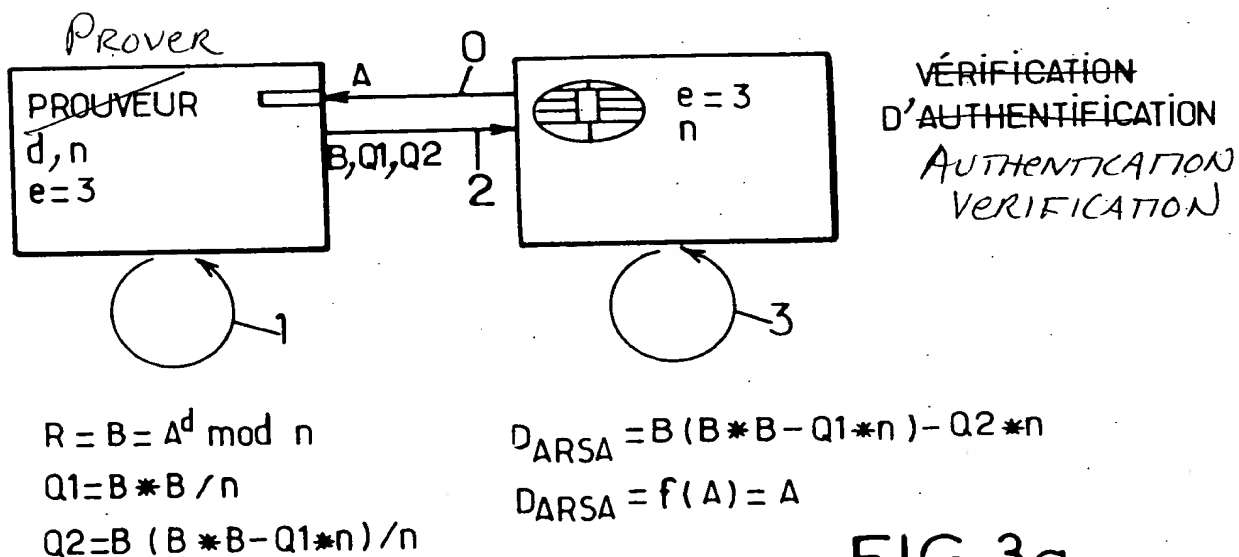 PROVER
PROUVEUR
d, n
e = 3
A
O
B,Q1,Q2
2
e = 3
n
VÉRIFICATION
D'AUTHENTIFICATION
AUTHENTICATION
VERIFICATION
1
3
R = B = A^d mod n
Q1=B*B/n
Q2=B (B*B-Q1*n)/n
D_ARSA = B(B*B-Q1*n)-Q2*n
D_ARSA = f(A) = A
FIG. 3a